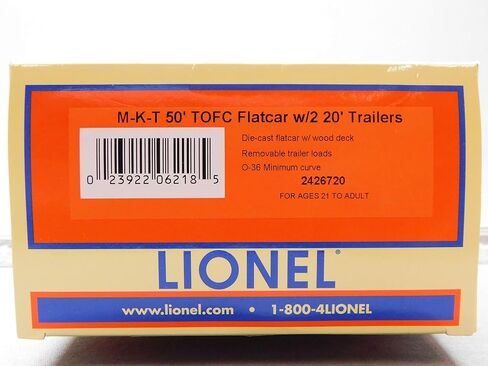 M-K-T 50' TOFC Flatcar w/2 20' Trailers
Die-cast flatcar w/ wood deck
Removable trailer loads
O-36 Minimum curve
0 23922 06218 5
2426720
FOR AGES 21 TO ADULT
LIONEL®
www.lionel.com • 1-800-4LIONEL